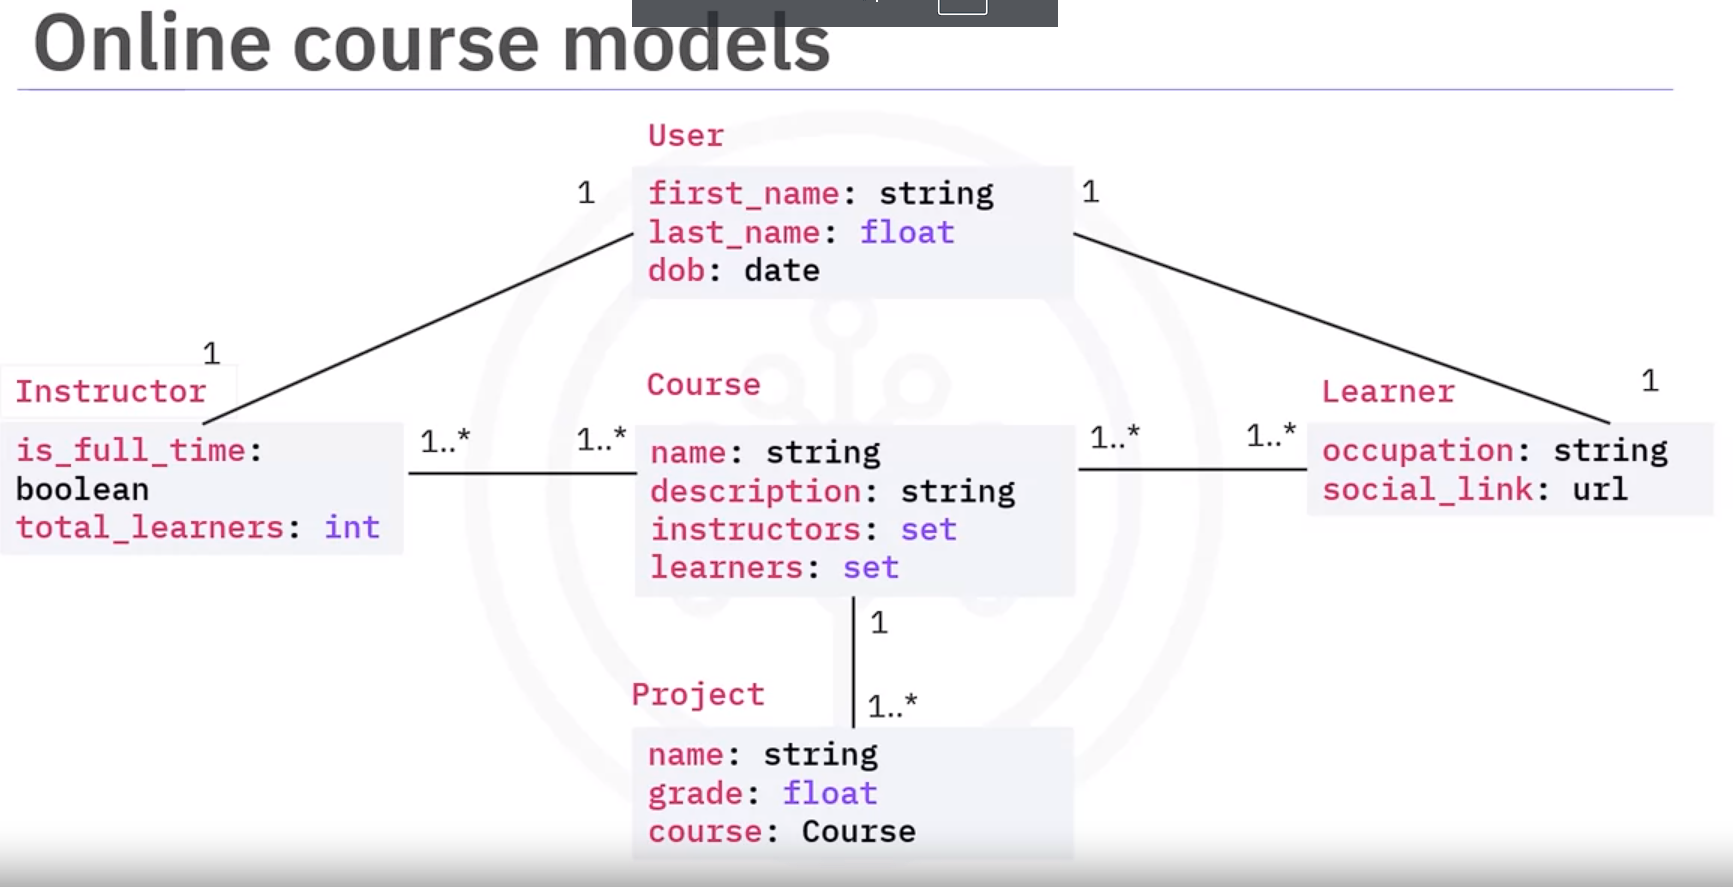 Online course models
User
1
1
first_name: string
last_name: float
dob: date
1
Instructor
is_full_time:
boolean
total_learners: int
1..*
1..*
Course
name: string
description: string
instructors: set
learners: set
1..*
1..*
1
Learner
occupation: string
social_link: url
1
1..*
Project
name: string
grade: float
course: Course